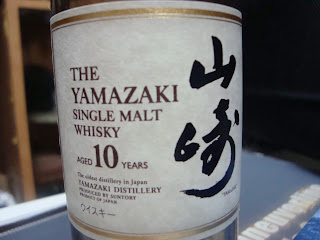 THE
YAMAZAKI
SINGLE MALT
WHISKY
AGED 10 YEARS
The oldest distillery in Japan
YAMAZAKI DISTILLERY
PRODUCED BY SUNTORY
PRODUCT OF JAPAN
ウイスキー
山崎